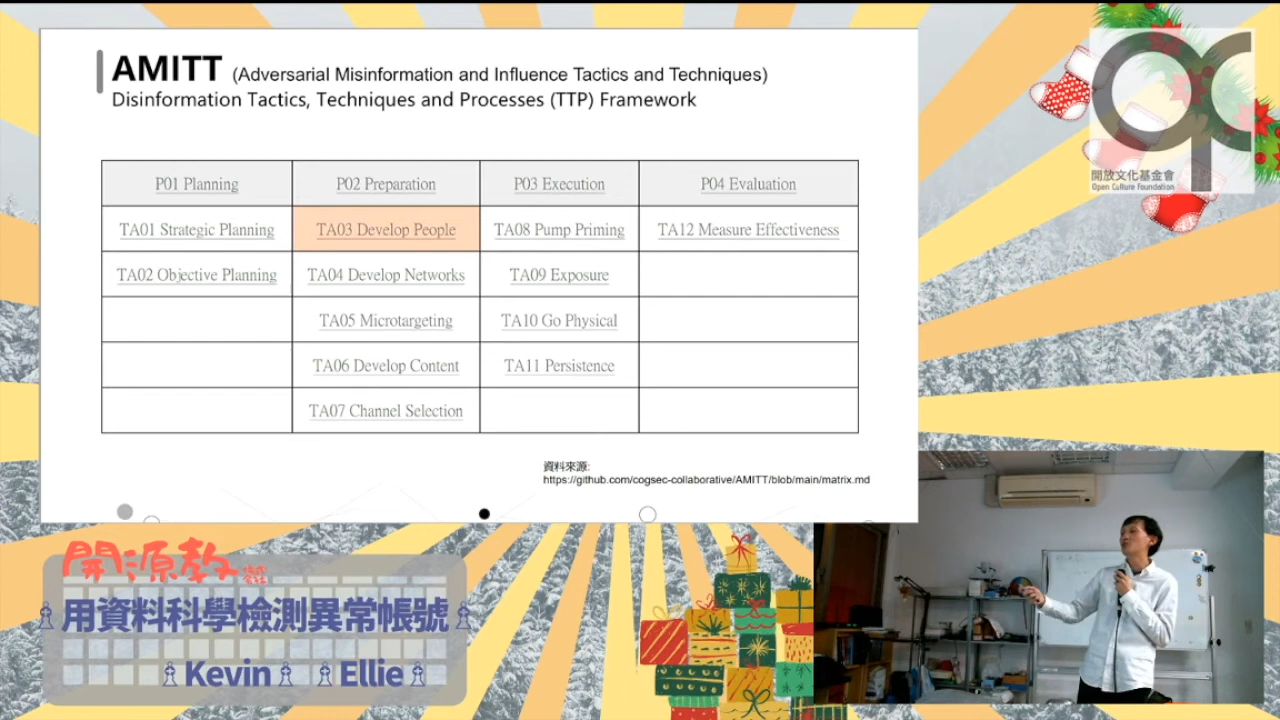 AMITT (Adversarial Misinformation and Influence Tactics and Techniques)
Disinformation Tactics, Techniques and Processes (TTP) Framework
P01 Planning P02 Preparation P03 Execution P04 Evaluation
TA01 Strategic Planning TA03 Develop People TA08 Pump Priming TA12 Measure Effectiveness
TA02 Objective Planning TA04 Develop Networks TA09 Exposure
TA05 Microtargeting TA10 Go Physical
TA06 Develop Content TA11 Persistence
TA07 Channel Selection
資料來源:
https://github.com/cogsec-collaborative/AMITT/blob/main/matrix.md
開放文化基金會
Open Culture Foundation
開源教
用資料科學檢測異常帳號
Kevin Ellie